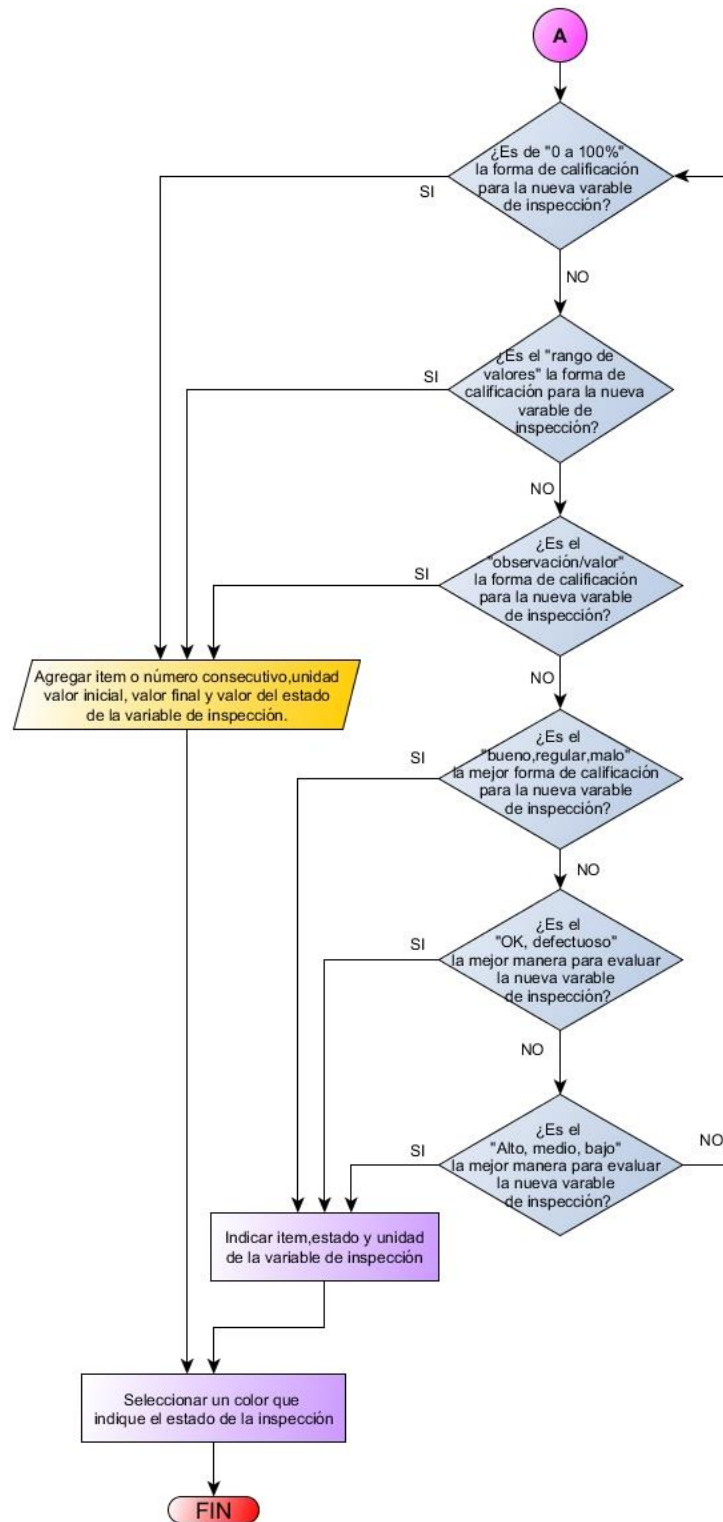 A
¿Es de "0 a 100%"
la forma de calificación
para la nueva varable
de inspección?
SI
NO
¿Es el "rango de
valores" la forma de
calificación para la nueva
varable de
inspección?
SI
NO
¿Es el
"observación/valor"
la forma de calificación
para la nueva varable
de inspección?
SI
NO
Agregar item o número consecutivo,unidad
valor inicial, valor final y valor del estado
de la variable de inspección.
¿Es el
"bueno,regular,malo"
la mejor forma de calificación
para la nueva varable
de inspección?
SI
NO
¿Es el
"OK, defectuoso"
la mejor manera para evaluar
la nueva varable
de inspección?
SI
NO
¿Es el
"Alto, medio, bajo"
la mejor manera para evaluar
la nueva varable
de inspección?
SI
NO
Indicar item,estado y unidad
de la variable de inspección
Seleccionar un color que
indique el estado de la inspección
FIN